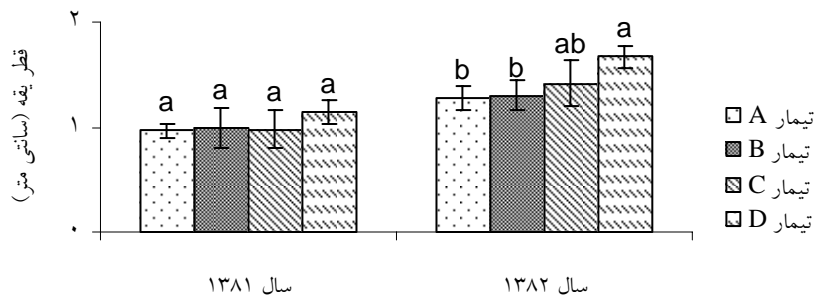 قطر یقه (سانتی متر)
۲
۱
۰
a a a a
b b ab a
سال ۱۳۸۱ سال ۱۳۸۲
تیمار A
تیمار B
تیمار C
تیمار D